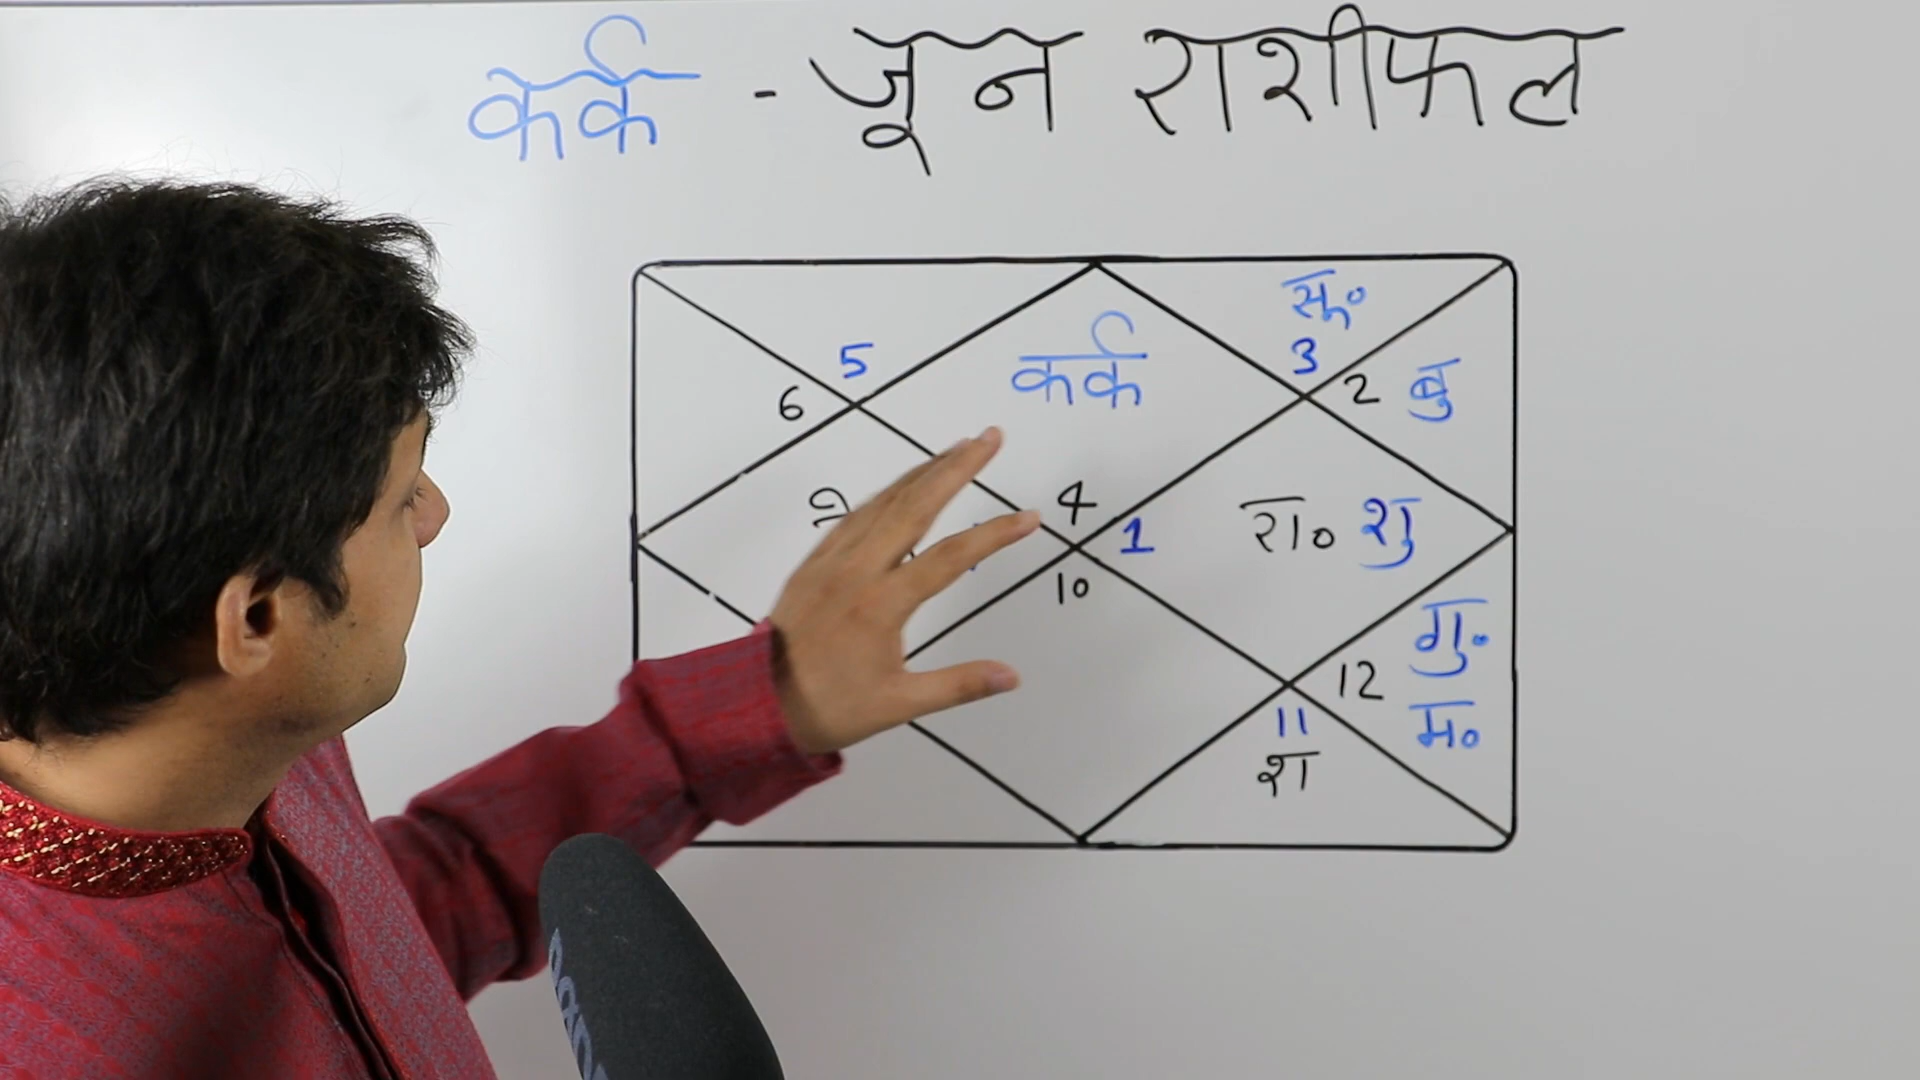 कर्क - जून राशीफल
सू०
5 कर्क 3
6 2 बु
4
1 रा० शु
10
गु०
12
11 म०
श